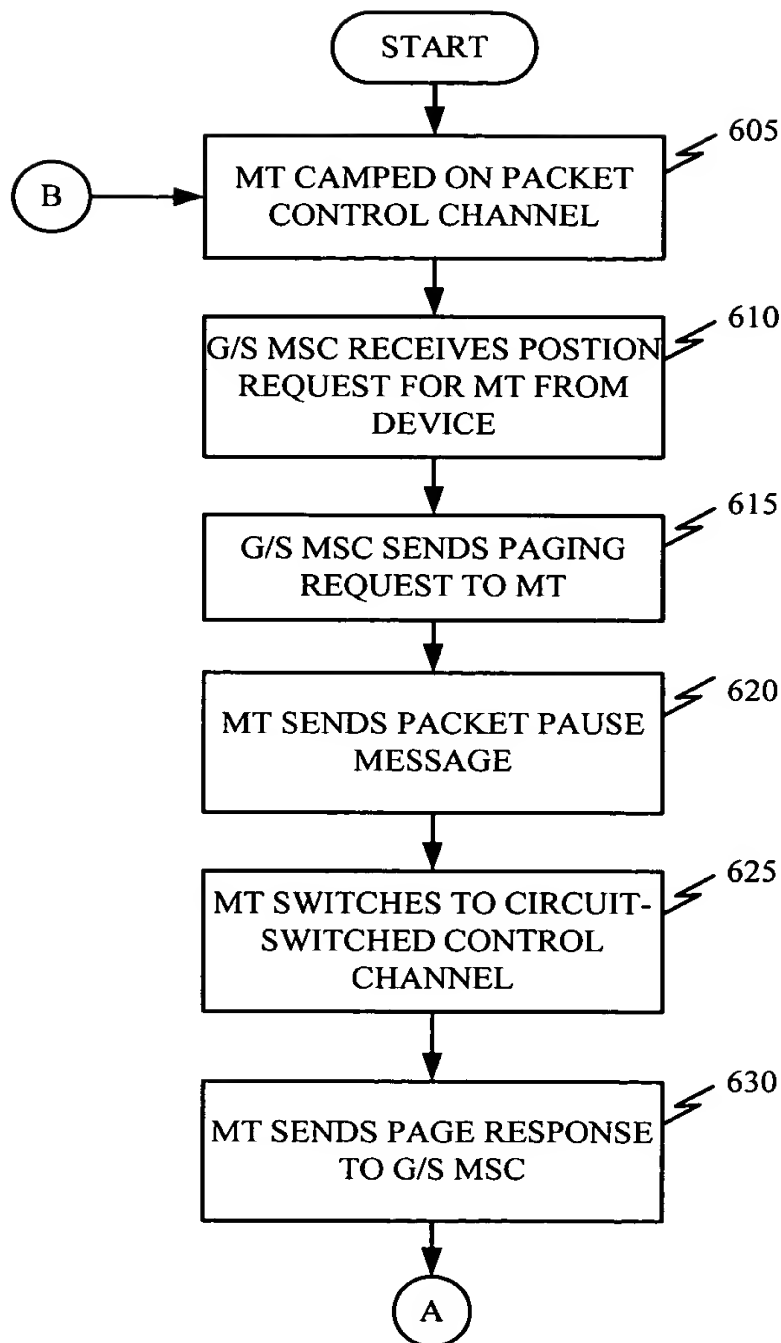 START
605
B
MT CAMPED ON PACKET
CONTROL CHANNEL
610
G/S MSC RECEIVES POSTION
REQUEST FOR MT FROM
DEVICE
615
G/S MSC SENDS PAGING
REQUEST TO MT
620
MT SENDS PACKET PAUSE
MESSAGE
625
MT SWITCHES TO CIRCUIT-
SWITCHED CONTROL
CHANNEL
630
MT SENDS PAGE RESPONSE
TO G/S MSC
A